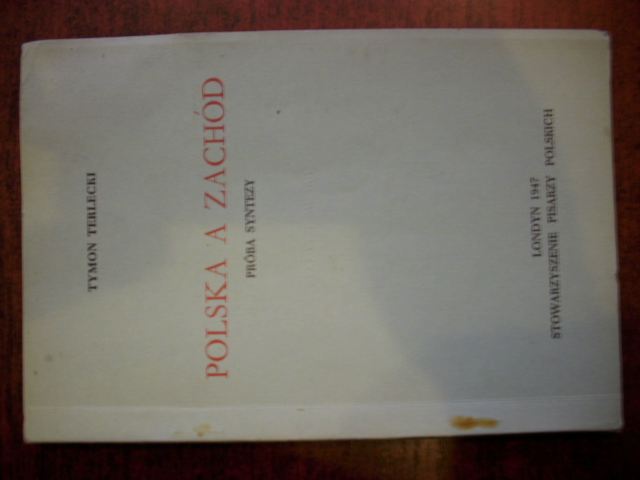 TYMON TERLECKI
POLSKA A ZACHÓD
PRÓBA SYNTEZY
LONDYN 1947
STOWARZYSZENIE PISARZY POLSKICH